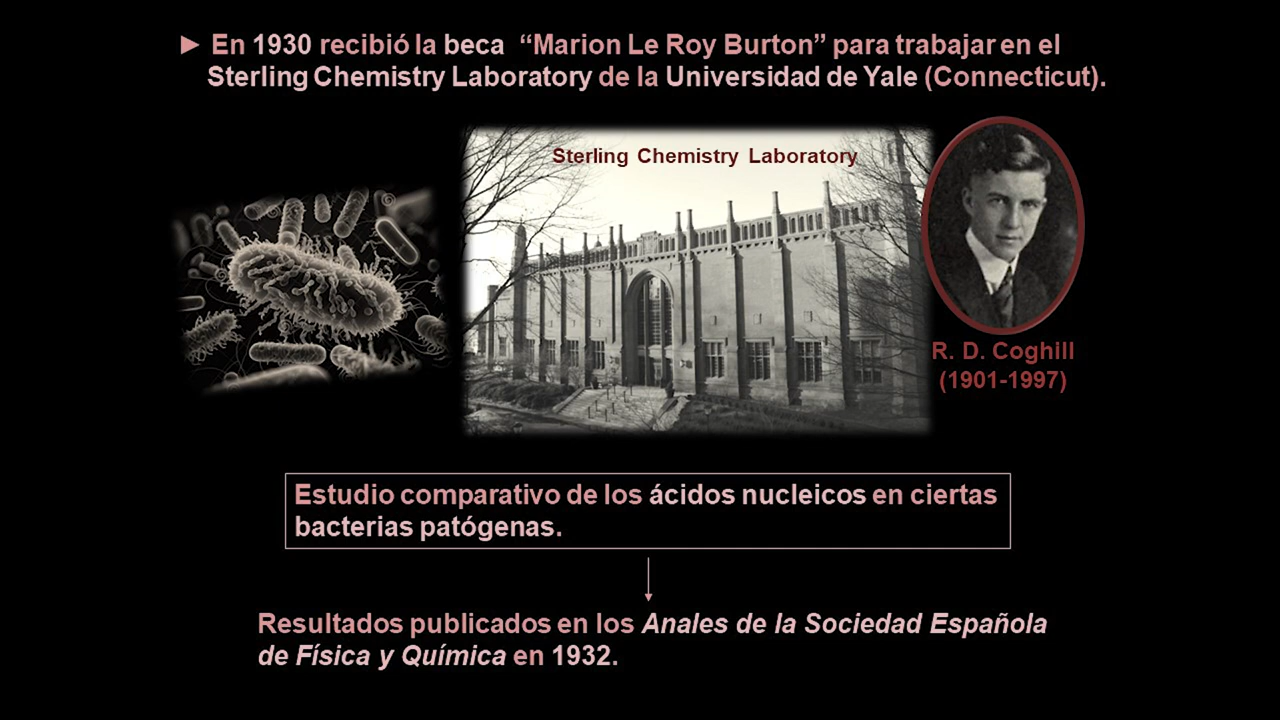 ► En 1930 recibió la beca “Marion Le Roy Burton” para trabajar en el
Sterling Chemistry Laboratory de la Universidad de Yale (Connecticut).
Sterling Chemistry Laboratory
R. D. Coghill
(1901-1997)
Estudio comparativo de los ácidos nucleicos en ciertas
bacterias patógenas.
Resultados publicados en los Anales de la Sociedad Española
de Física y Química en 1932.